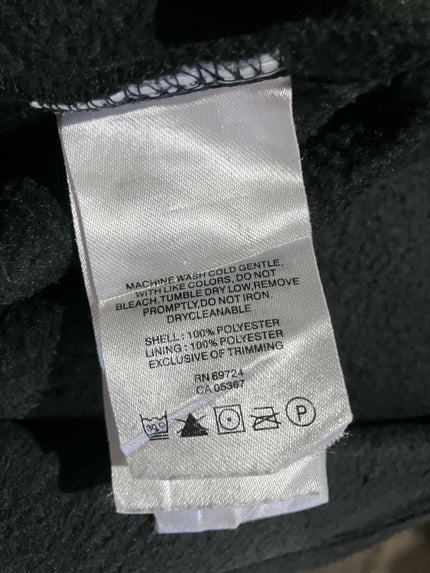 MACHINE WASH COLD GENTLE,
WITH LIKE COLORS, DO NOT
BLEACH, TUMBLE DRY LOW, REMOVE
PROMPTLY, DO NOT IRON,
DRYCLEANABLE
SHELL : 100% POLYESTER
LINING : 100% POLYESTER
EXCLUSIVE OF TRIMMING
RN 69724
CA 05367
30 C P